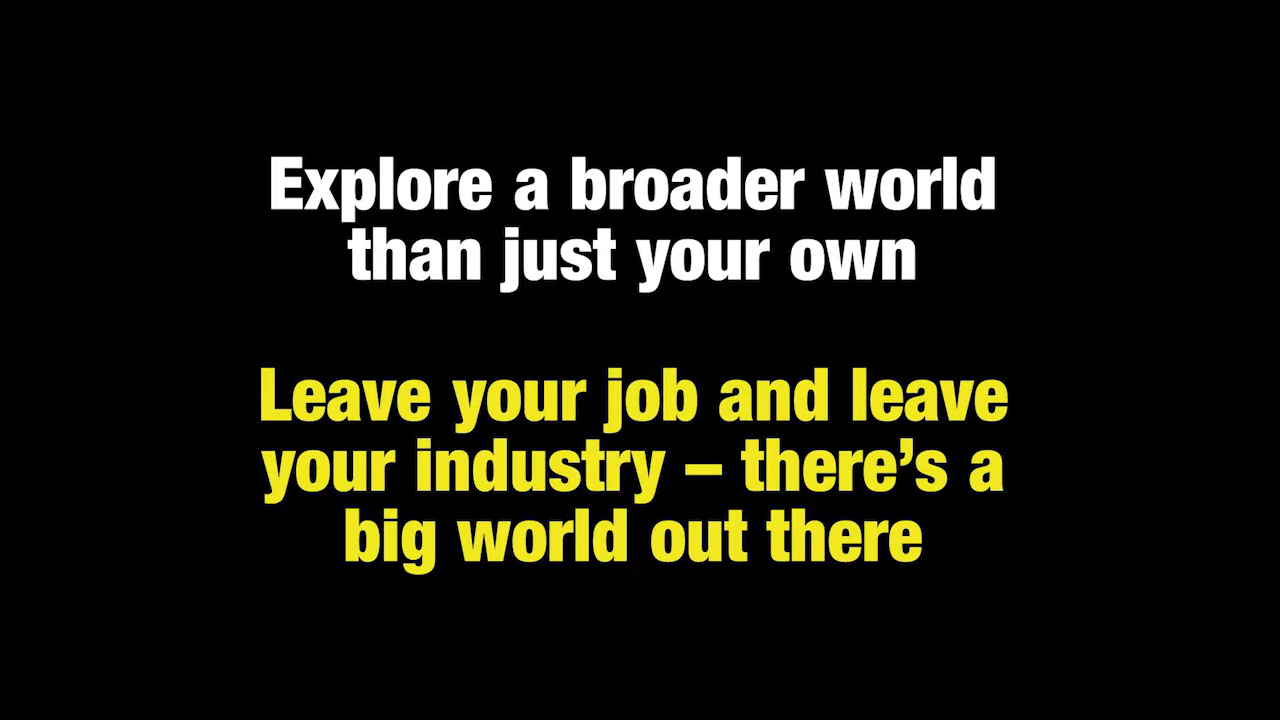 Explore a broader world
than just your own
Leave your job and leave
your industry – there’s a
big world out there